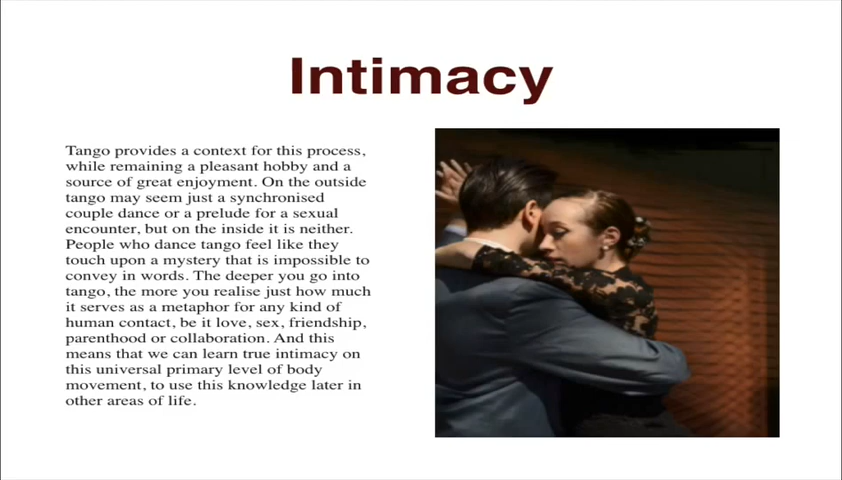 Intimacy
Tango provides a context for this process,
while remaining a pleasant hobby and a
source of great enjoyment. On the outside
tango may seem just a synchronised
couple dance or a prelude for a sexual
encounter, but on the inside it is neither.
People who dance tango feel like they
touch upon a mystery that is impossible to
convey in words. The deeper you go into
tango, the more you realise just how much
it serves as a metaphor for any kind of
human contact, be it love, sex, friendship,
parenthood or collaboration. And this
means that we can learn true intimacy on
this universal primary level of body
movement, to use this knowledge later in
other areas of life.